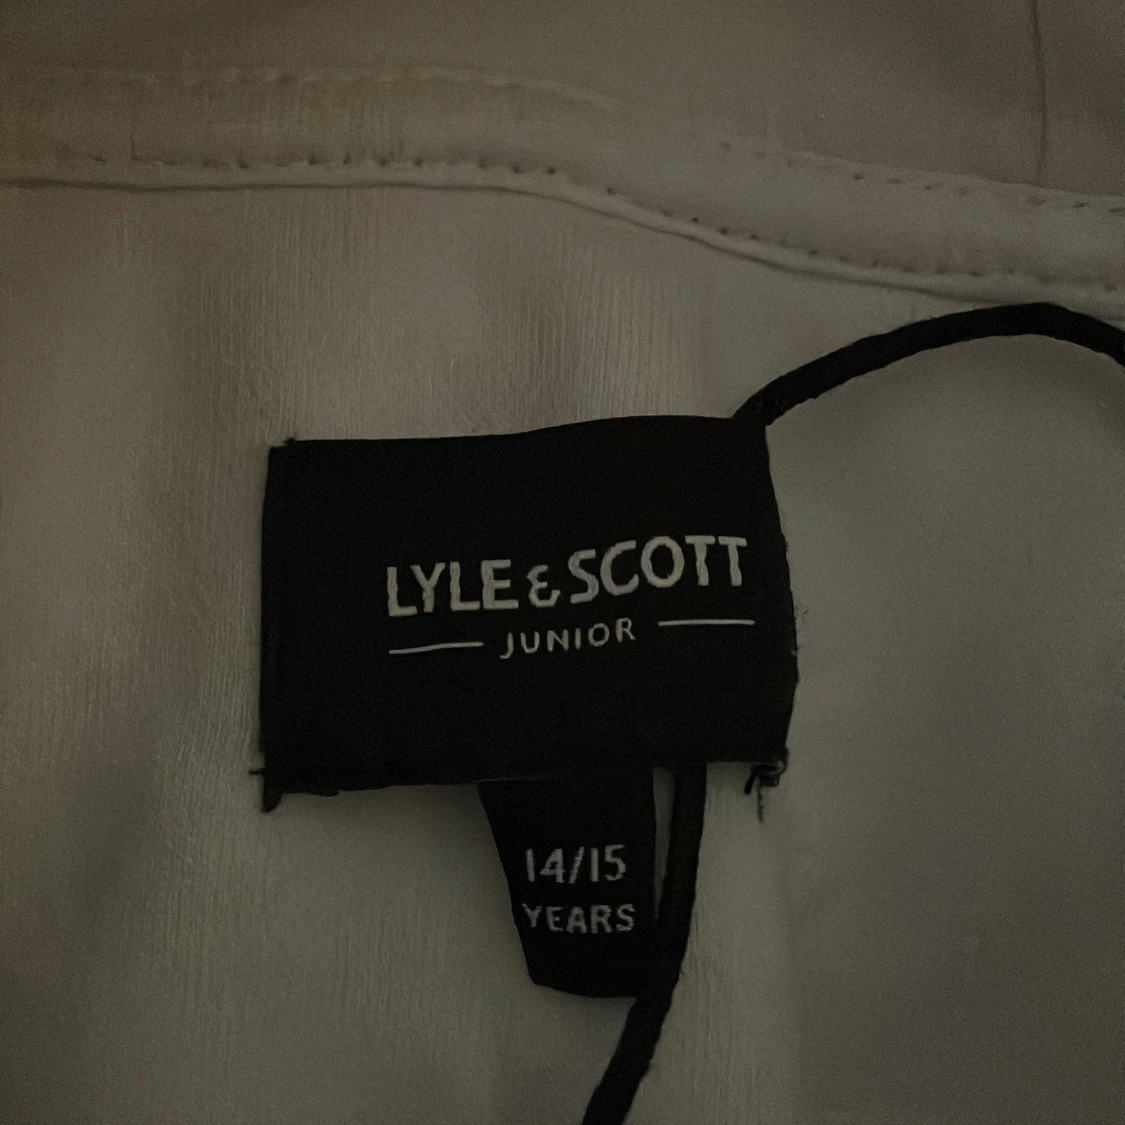 LYLE & SCOTT
JUNIOR
14/15
YEARS